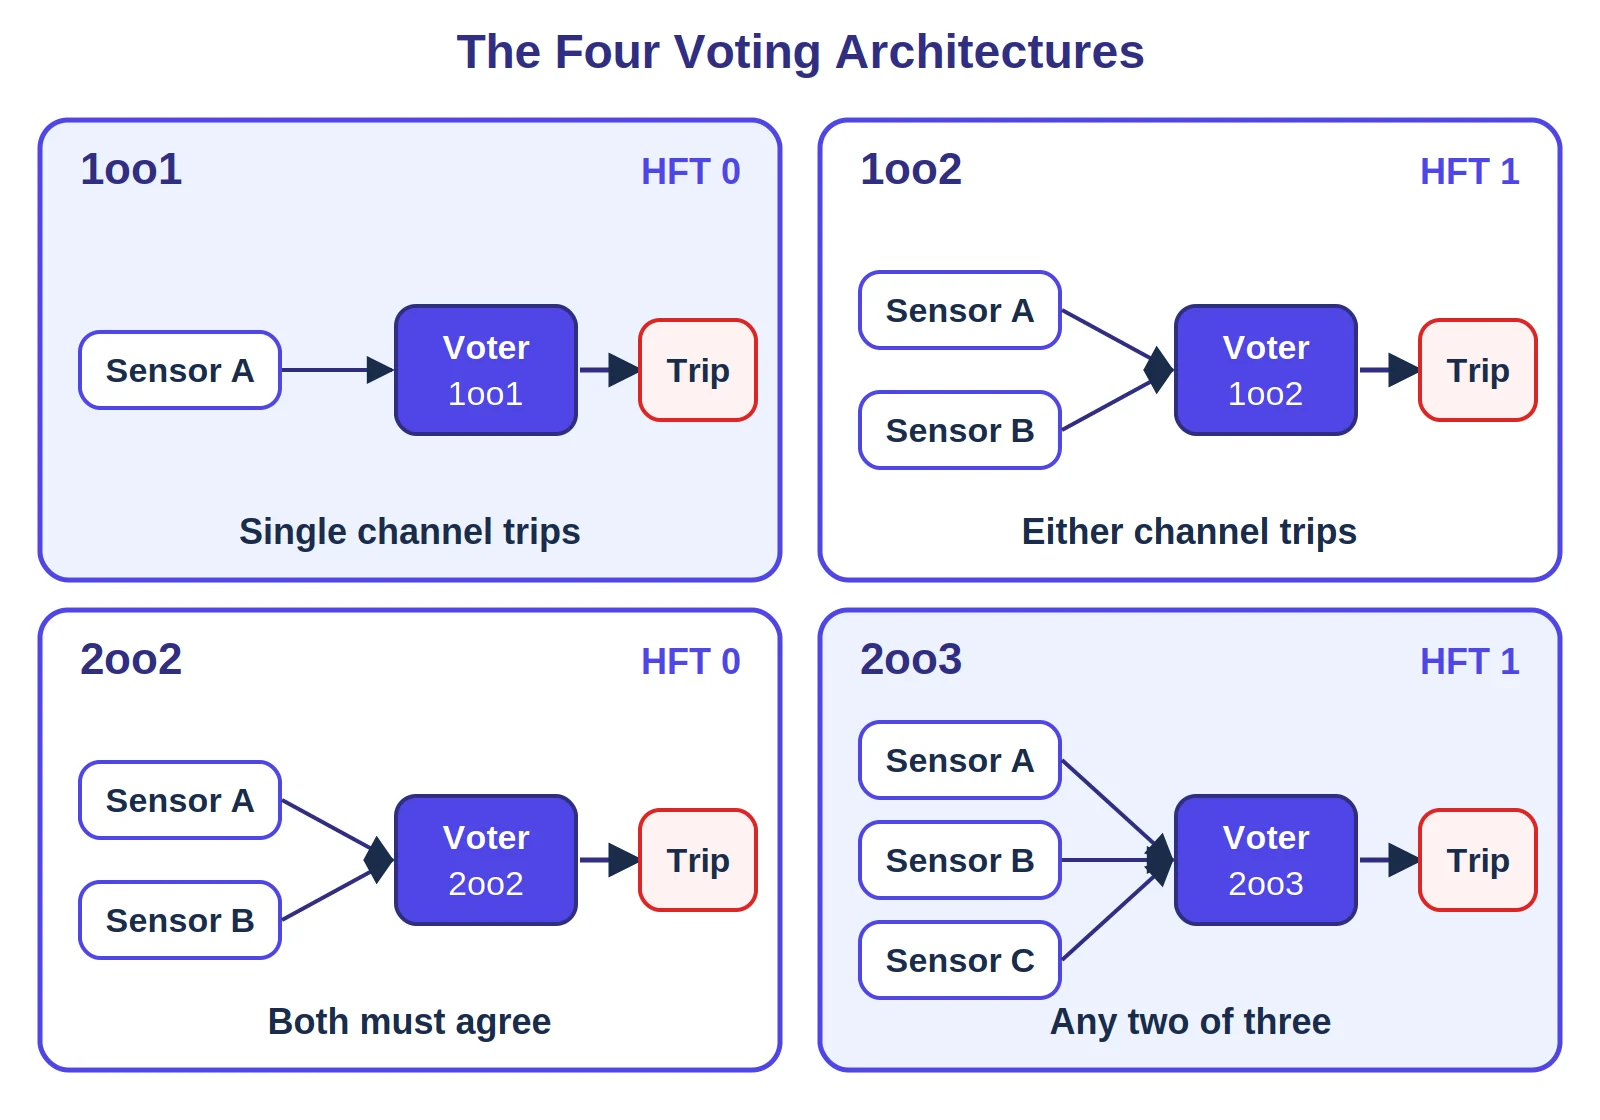 The Four Voting Architectures
1oo1
HFT 0
Sensor A
Voter
1oo1
Trip
Single channel trips
1oo2
HFT 1
Sensor A
Sensor B
Voter
1oo2
Trip
Either channel trips
2oo2
HFT 0
Sensor A
Sensor B
Voter
2oo2
Trip
Both must agree
2oo3
HFT 1
Sensor A
Sensor B
Sensor C
Voter
2oo3
Trip
Any two of three